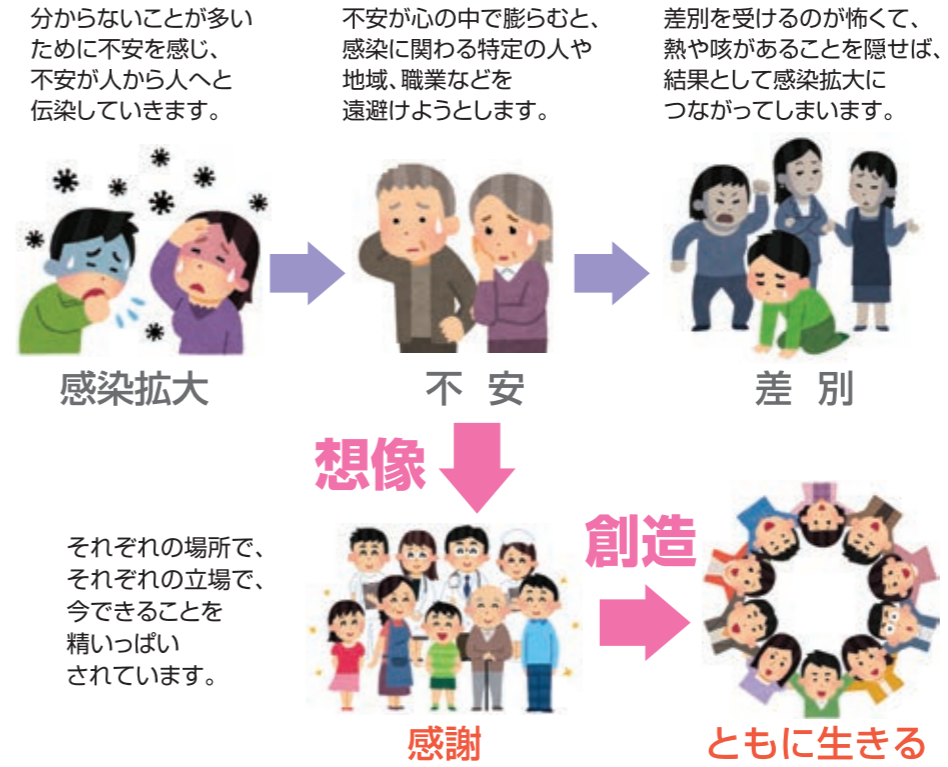 分からないことが多い
ために不安を感じ、
不安が人から人へと
伝染していきます。
不安が心の中で膨らむと、
感染に関わる特定の人や
地域、職業などを
遠避けようとします。
差別を受けるのが怖くて、
熱や咳があることを隠せば、
結果として感染拡大に
つながってしまいます。
感染拡大
不 安
差 別
想像
創造
それぞれの場所で、
それぞれの立場で、
今できることを
精いっぱい
されています。
感謝
ともに生きる